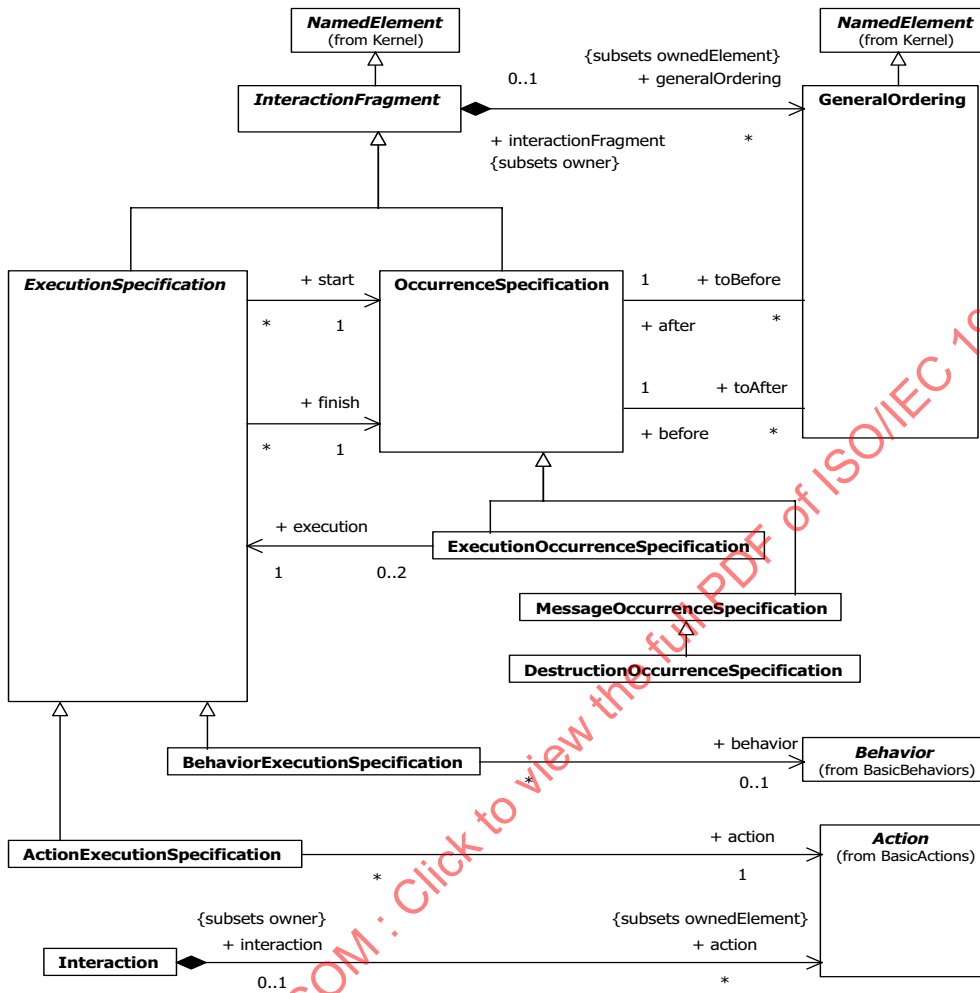 NamedElement
(from Kernel)
NamedElement
(from Kernel)
{subsets ownedElement}
0..1
+ generalOrdering
InteractionFragment
GeneralOrdering
+ interactionFragment
*
{subsets owner}
ExecutionSpecification
+ start
*
1
OccurrenceSpecification
1
+ toBefore
+ after
*
+ finish
*
1
1
+ toAfter
+ before
*
+ execution
1
0..2
ExecutionOccurrenceSpecification
MessageOccurrenceSpecification
DestructionOccurrenceSpecification
BehaviorExecutionSpecification
*
+ behavior
0..1
Behavior
(from BasicBehaviors)
ActionExecutionSpecification
*
+ action
1
Action
(from BasicActions)
{subsets owner}
+ interaction
{subsets ownedElement}
+ action
Interaction
0..1
*
COM : Click to view the full PDF of ISO/IEC 19